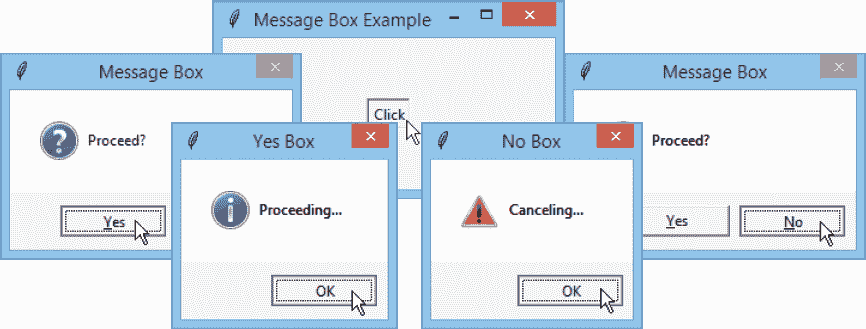 Message Box Example
Click
Message Box
Proceed?
Yes
Yes Box
Proceeding...
OK
No Box
Canceling...
OK
Message Box
Proceed?
Yes
No